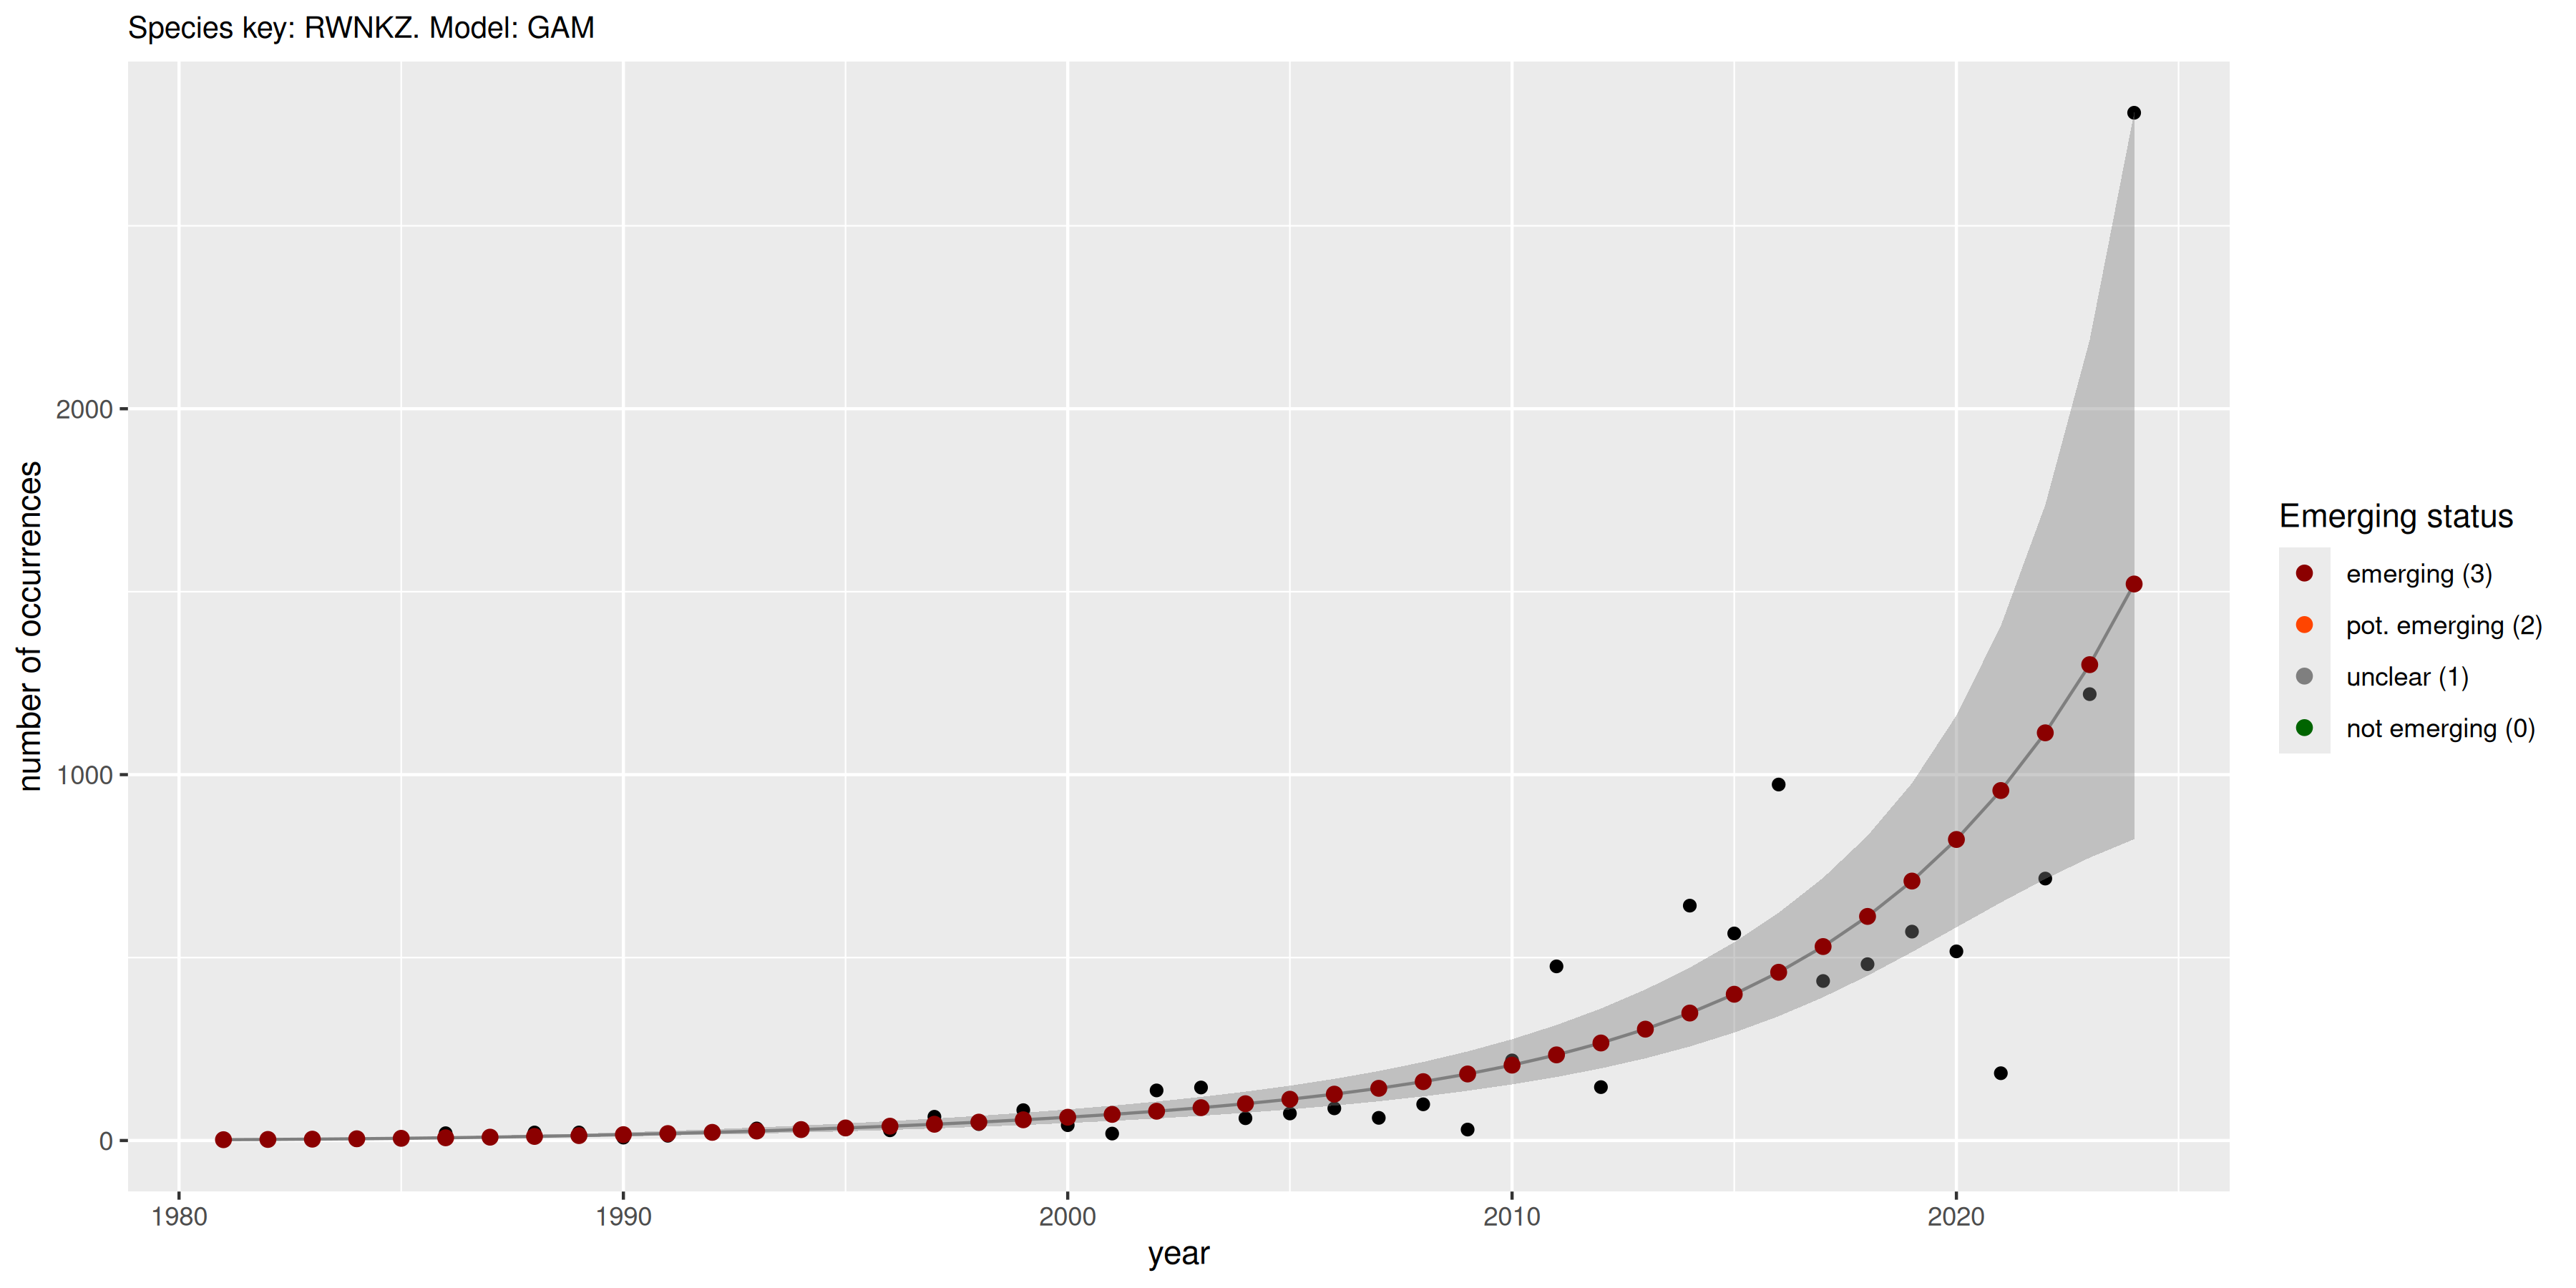 Species key: RWNKZ. Model: GAM
number of occurrences
2000
1000
0
1980
1990
2000
2010
2020
year
Emerging status
emerging (3)
pot. emerging (2)
unclear (1)
not emerging (0)